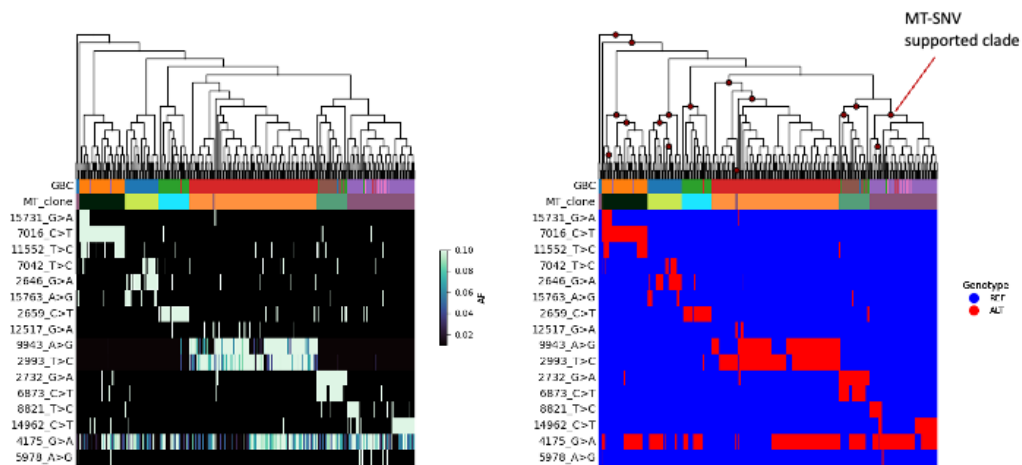 MT-SNV
supported clade
GBC
MT_clone
15731_G>A
7016_C>T
11552_T>C
7042_T>C
2646_G>A
15763_A>G
2659_C>T
12517_G>A
9943_A>G
2993_T>C
2732_G>A
6873_C>T
8821_T>C
14962_C>T
4175_G>A
5978_A>G
0.10
0.08
0.06
0.04
0.02
AF
GBC
MT_clone
15731_G>A
7016_C>T
11552_T>C
7042_T>C
2646_G>A
15763_A>G
2659_C>T
12517_G>A
9943_A>G
2993_T>C
2732_G>A
6873_C>T
8821_T>C
14962_C>T
4175_G>A
5978_A>G
Genotype
REF
ALT